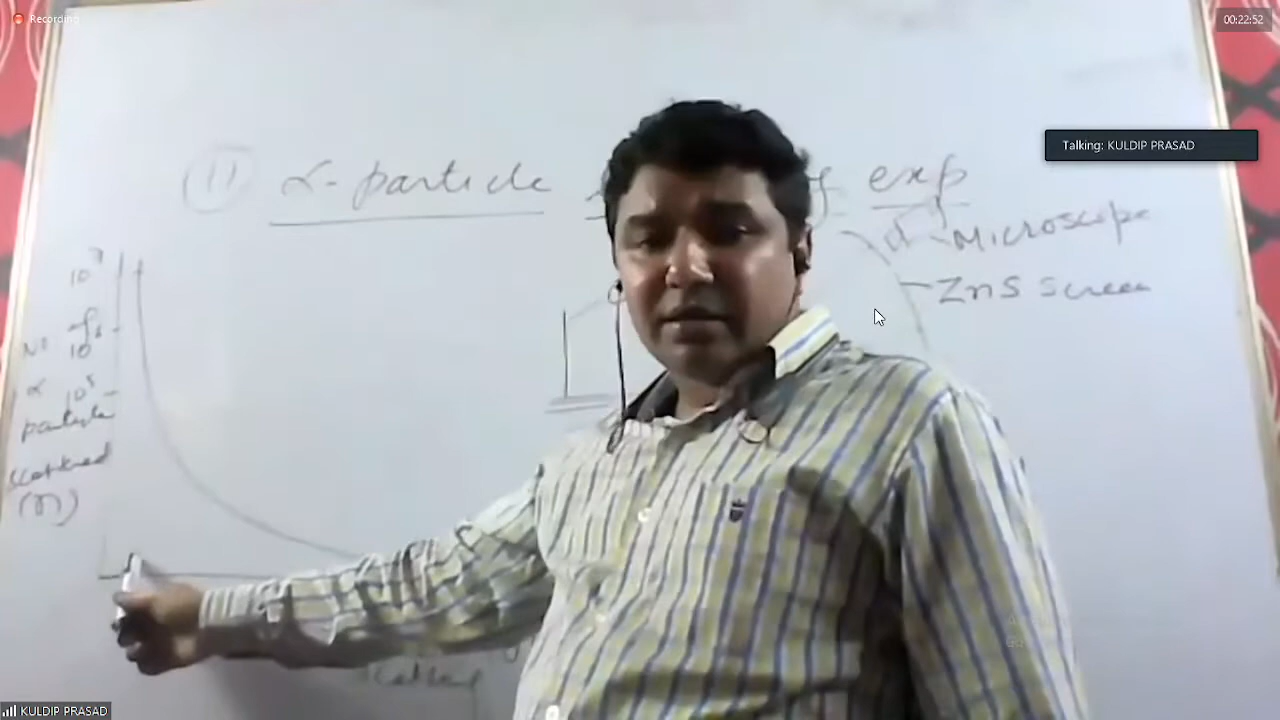 Recording
00:22:52
Talking: KULDIP PRASAD
(11) α-particle exp
Microscope
ZnS Screen
10⁷
No of
10⁶
α
10⁵
particle
scattered
(N)
KULDIP PRASAD